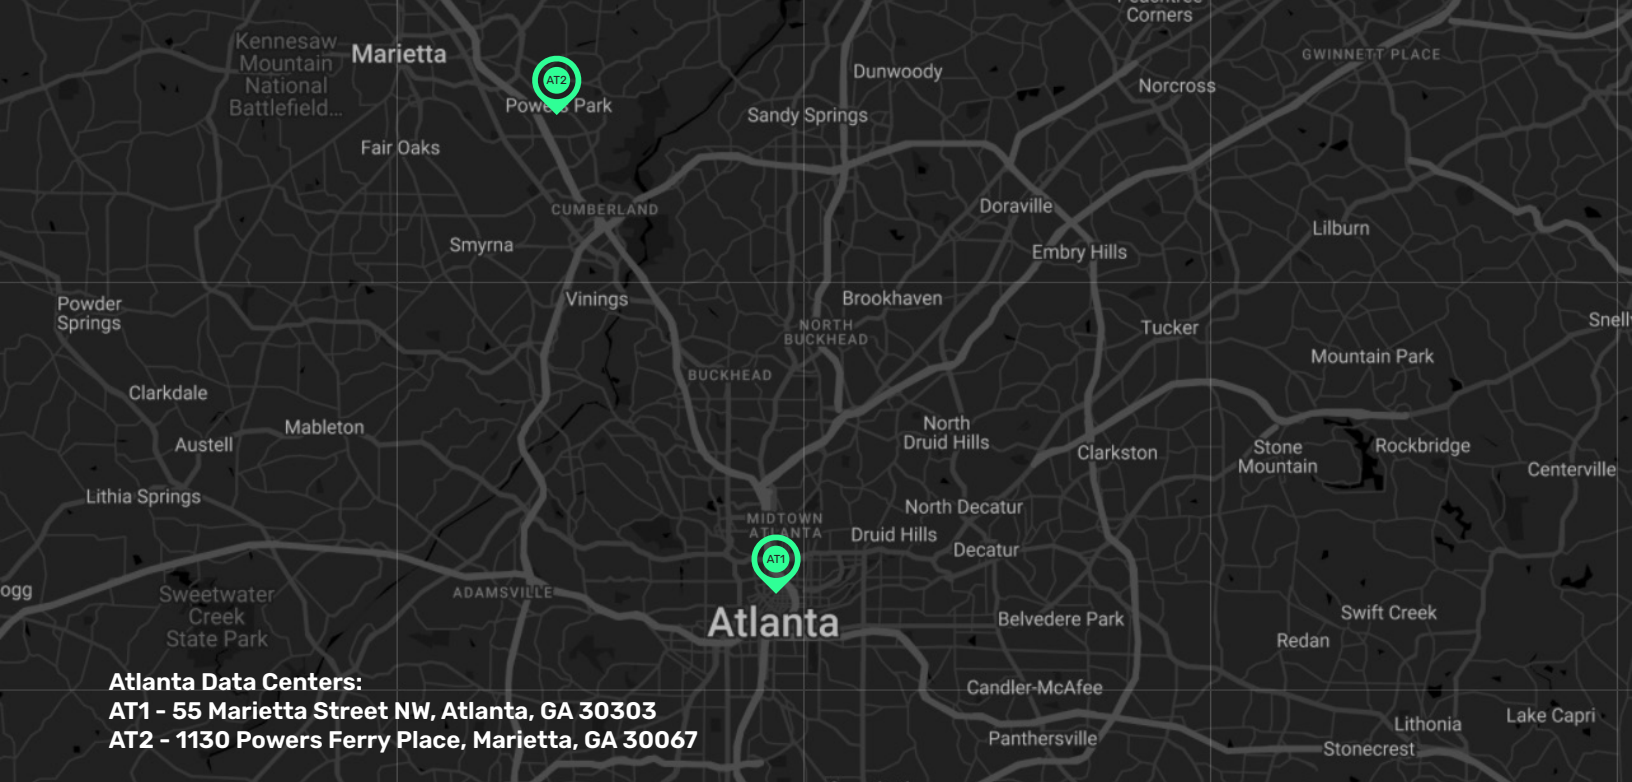 Corners
Kennesaw
Mountain
National
Battlefield...
Marietta
GWINNETT PLACE
Dunwoody
AT2
Norcross
Powers Park
Sandy Springs
Fair Oaks
CUMBERLAND
Doraville
Lilburn
Smyrna
Embry Hills
Powder
Springs
Vinings
Brookhaven
Snell
NORTH
BUCKHEAD
Tucker
Mountain Park
BUCKHEAD
Clarkdale
Mableton
North
Druid Hills
Austell
Clarkston
Stone
Mountain
Rockbridge
Centerville
Lithia Springs
North Decatur
MIDTOWN
ATLANTA
Druid Hills
Decatur
AT1
ogg
ADAMSVILLE
Sweetwater
Creek
State Park
Atlanta
Belvedere Park
Swift Creek
Redan
Candler-McAfee
Lithonia
Lake Capri
Panthersville
Stonecrest
Atlanta Data Centers:
AT1 - 55 Marietta Street NW, Atlanta, GA 30303
AT2 - 1130 Powers Ferry Place, Marietta, GA 30067